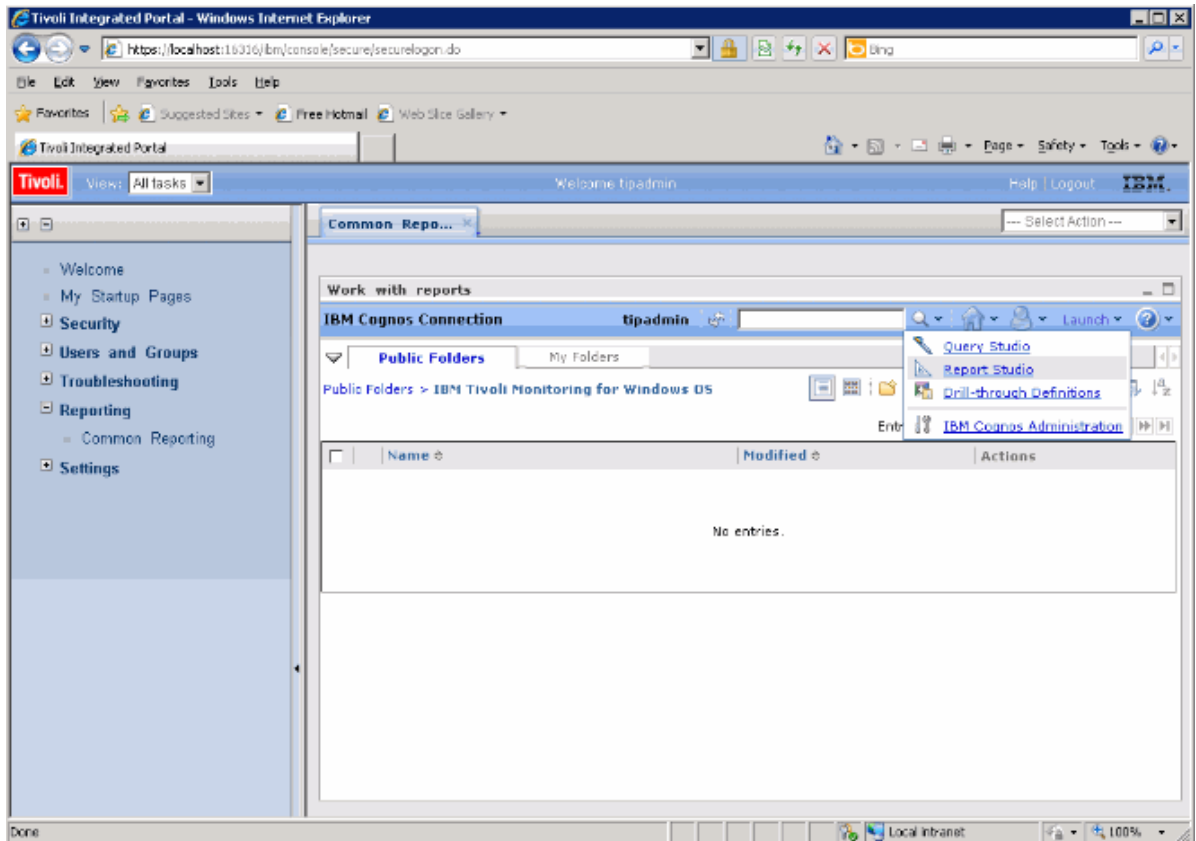 Tivoli Integrated Portal - Windows Internet Explorer
https://localhost:16316/ibm/console/secure/securelogon.do
Bing
File Edit View Favorites Tools Help
Favorites Suggested Sites Free Hotmail Web Slice Gallery
Tivoli Integrated Portal
Page Safety Tools
Tivoli. View: All tasks Welcome tipadmin Help | Logout IBM.
Common Repo... --- Select Action ---
Welcome
My Startup Pages
Security
Users and Groups
Troubleshooting
Reporting
Common Reporting
Settings
Work with reports
IBM Cognos Connection tipadmin Launch
Public Folders My Folders
Query Studio
Report Studio
Drill-through Definitions
IBM Cognos Administration
Public Folders > IBM Tivoli Monitoring for Windows OS
Entr
Name Modified Actions
No entries.
Done Local intranet 100%